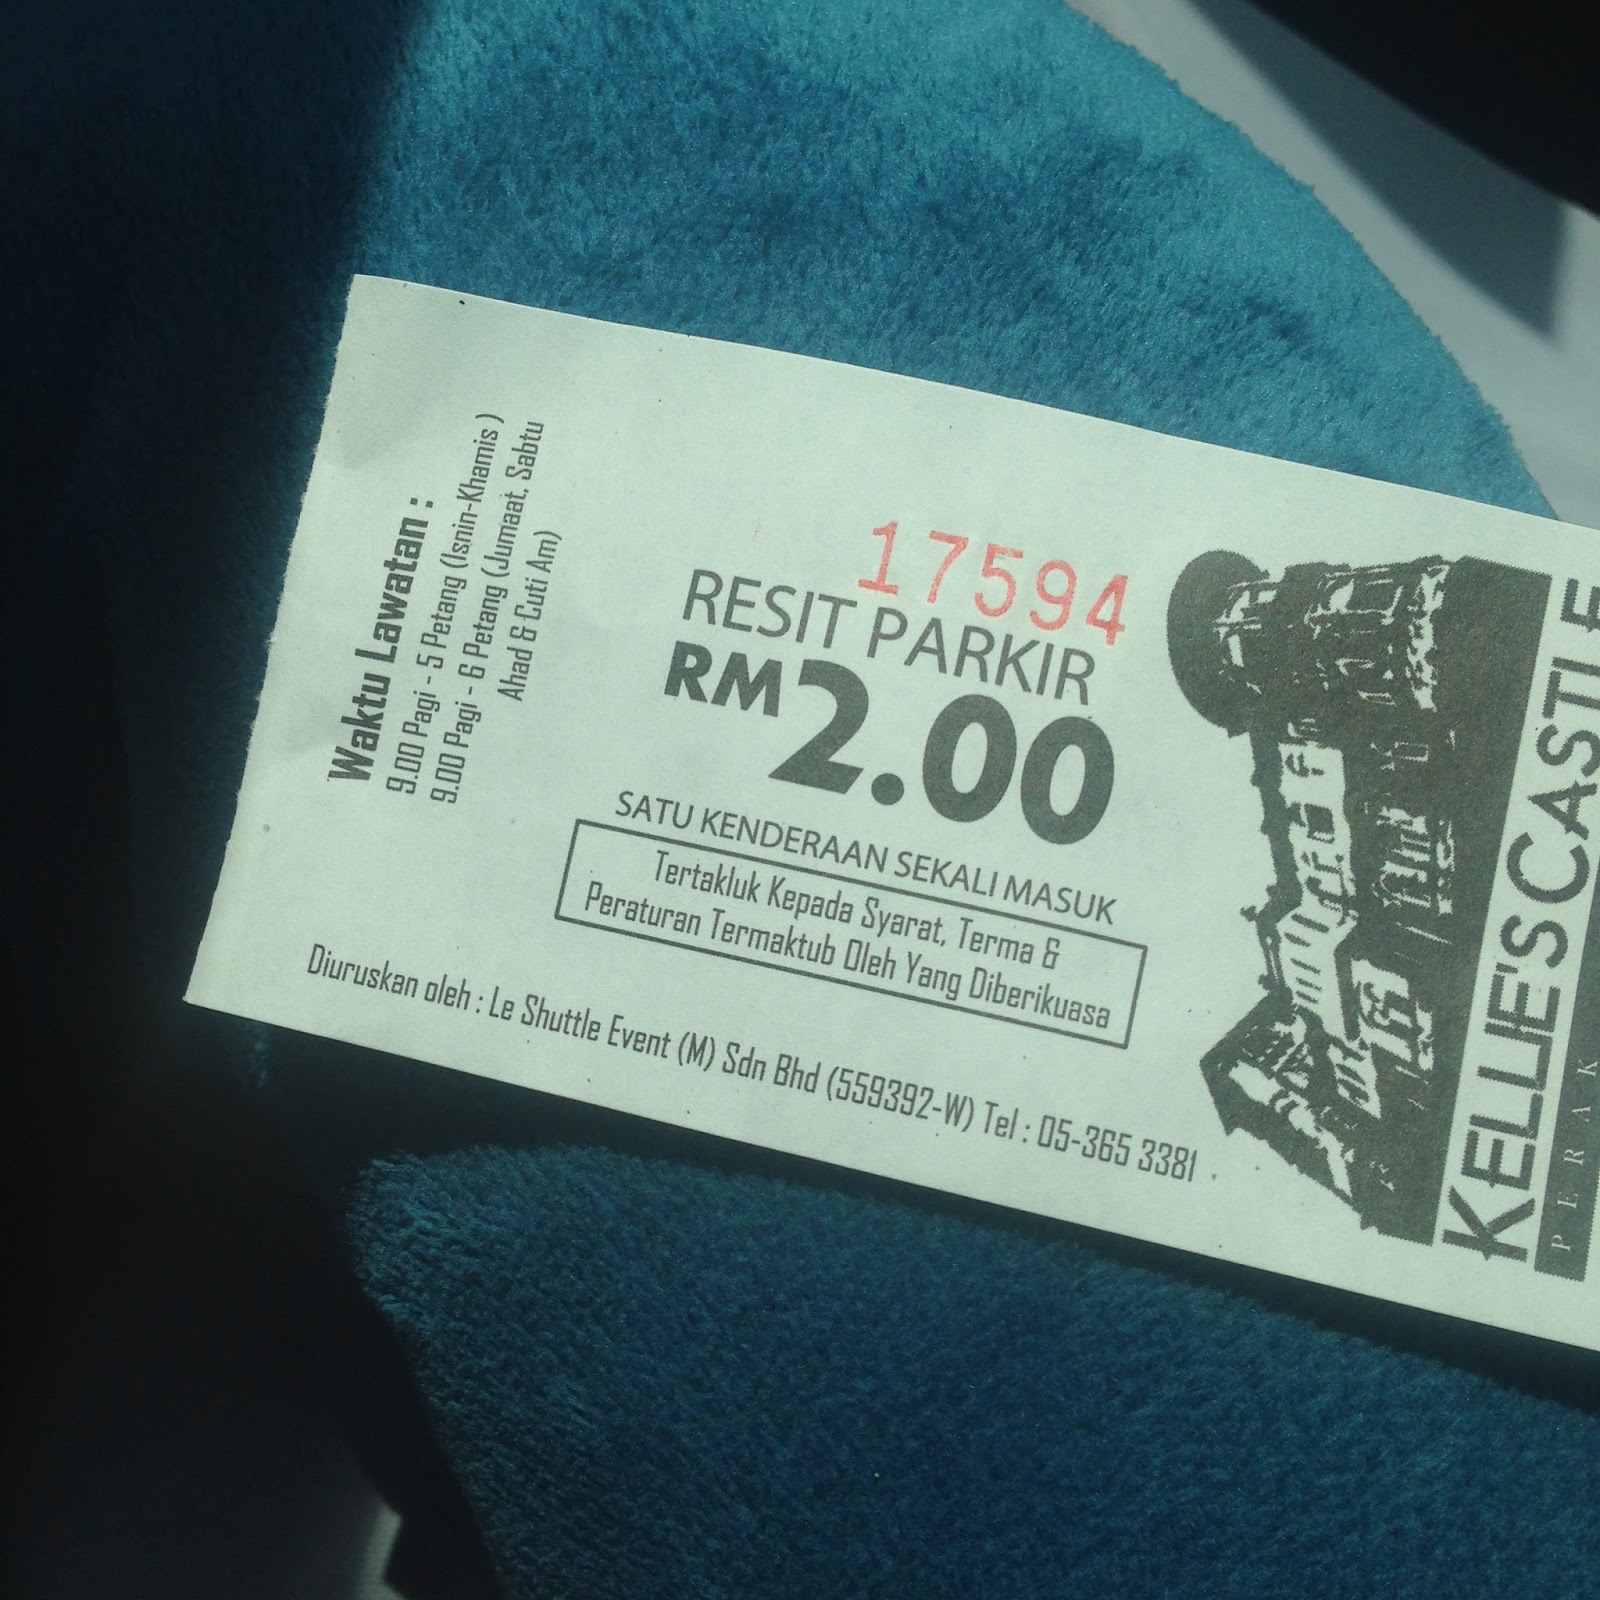 Waktu Lawatan :
9.00 Pagi - 5 Petang (Isnin-Khamis )
9.00 Pagi - 6 Petang (Jumaat, Sabtu
Ahad & Cuti Am)
17594
RESIT PARKIR
RM2.00
SATU KENDERAAN SEKALI MASUK
Tertakluk Kepada Syarat, Terma &
Peraturan Termaktub Oleh Yang Diberikuasa
Diuruskan oleh : Le Shuttle Event (M) Sdn Bhd (559392-W) Tel : 05-365 3381
KELLIE'S CASTLE
PERAK